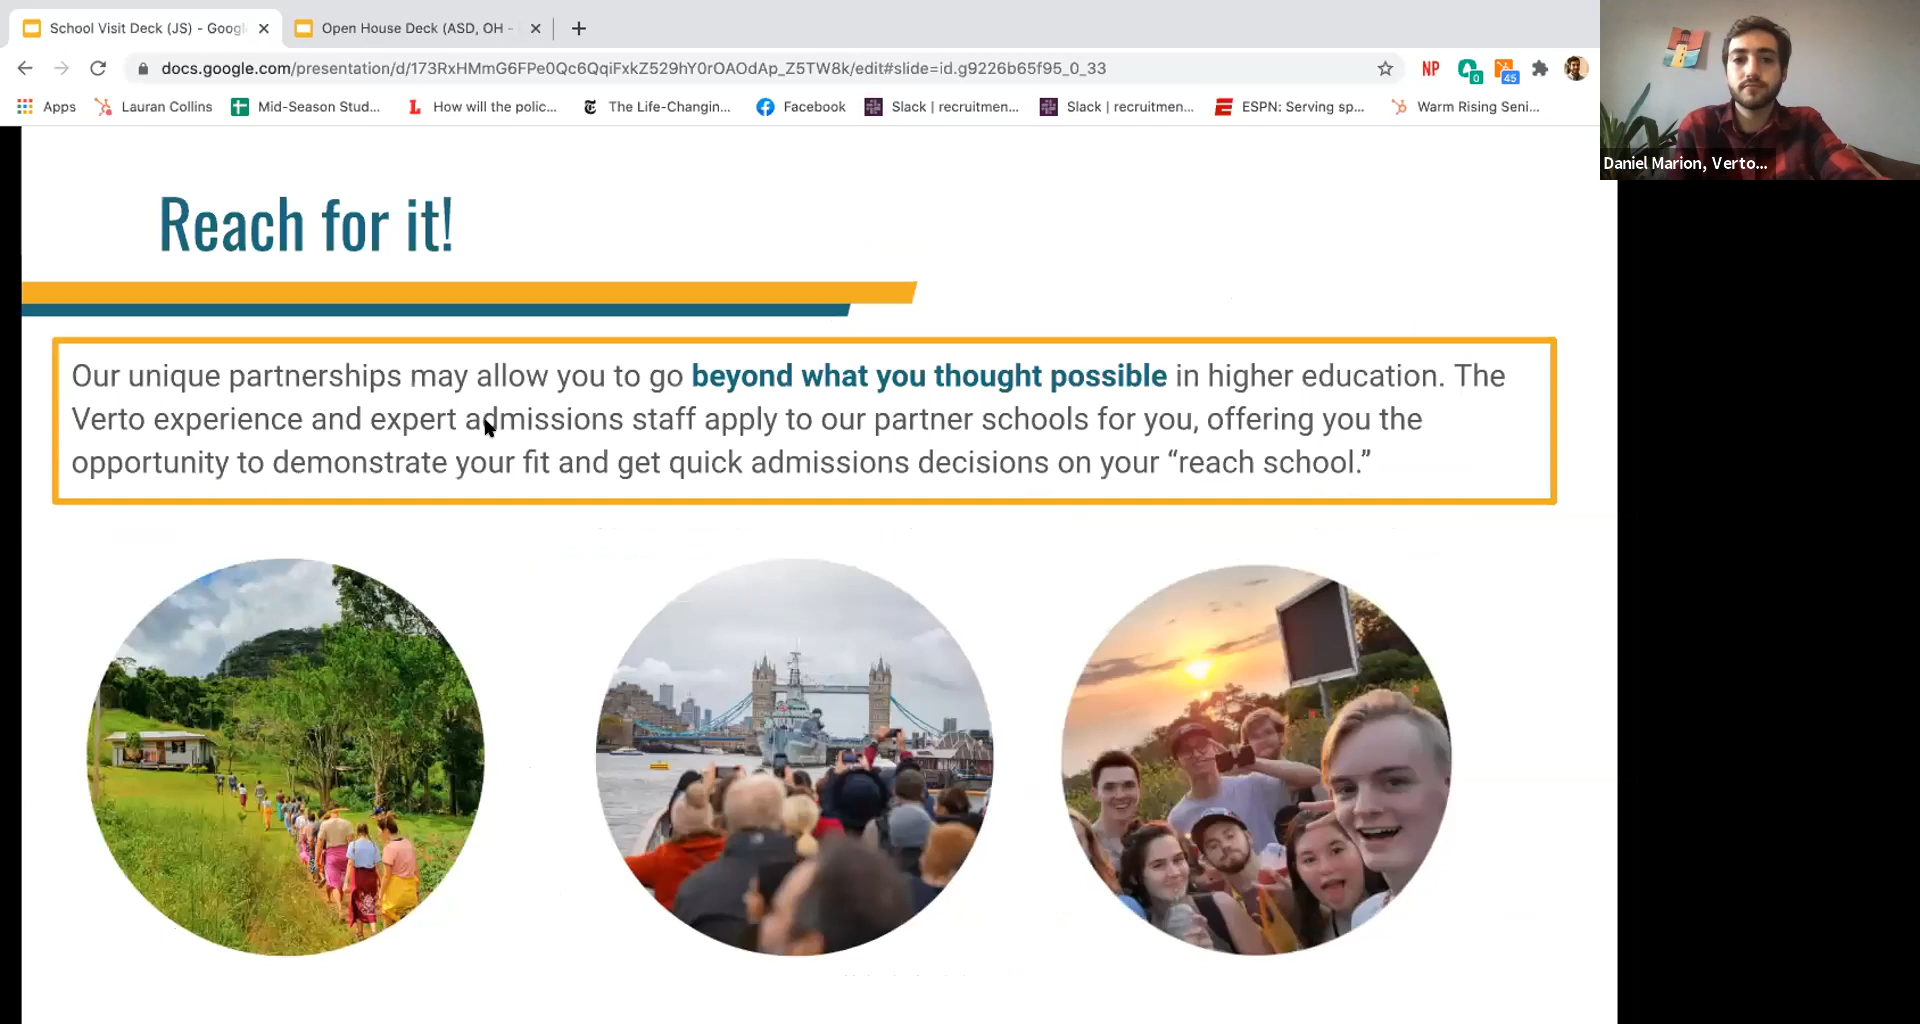 School Visit Deck (JS) - Googl
Open House Deck (ASD, OH -
docs.google.com/presentation/d/173RxHMmG6FPe0Qc6QqiFxkZ529hY0rOAOdAp_Z5TW8k/edit#slide=id.g9226b65f95_0_33
NP
0
45
Apps
Lauran Collins
Mid-Season Stud...
How will the polic...
The Life-Changin...
Facebook
Slack | recruitmen...
Slack | recruitmen...
ESPN: Serving sp...
Warm Rising Seni...
Daniel Marion, Verto...
Reach for it!
Our unique partnerships may allow you to go beyond what you thought possible in higher education. The
Verto experience and expert admissions staff apply to our partner schools for you, offering you the
opportunity to demonstrate your fit and get quick admissions decisions on your “reach school.”